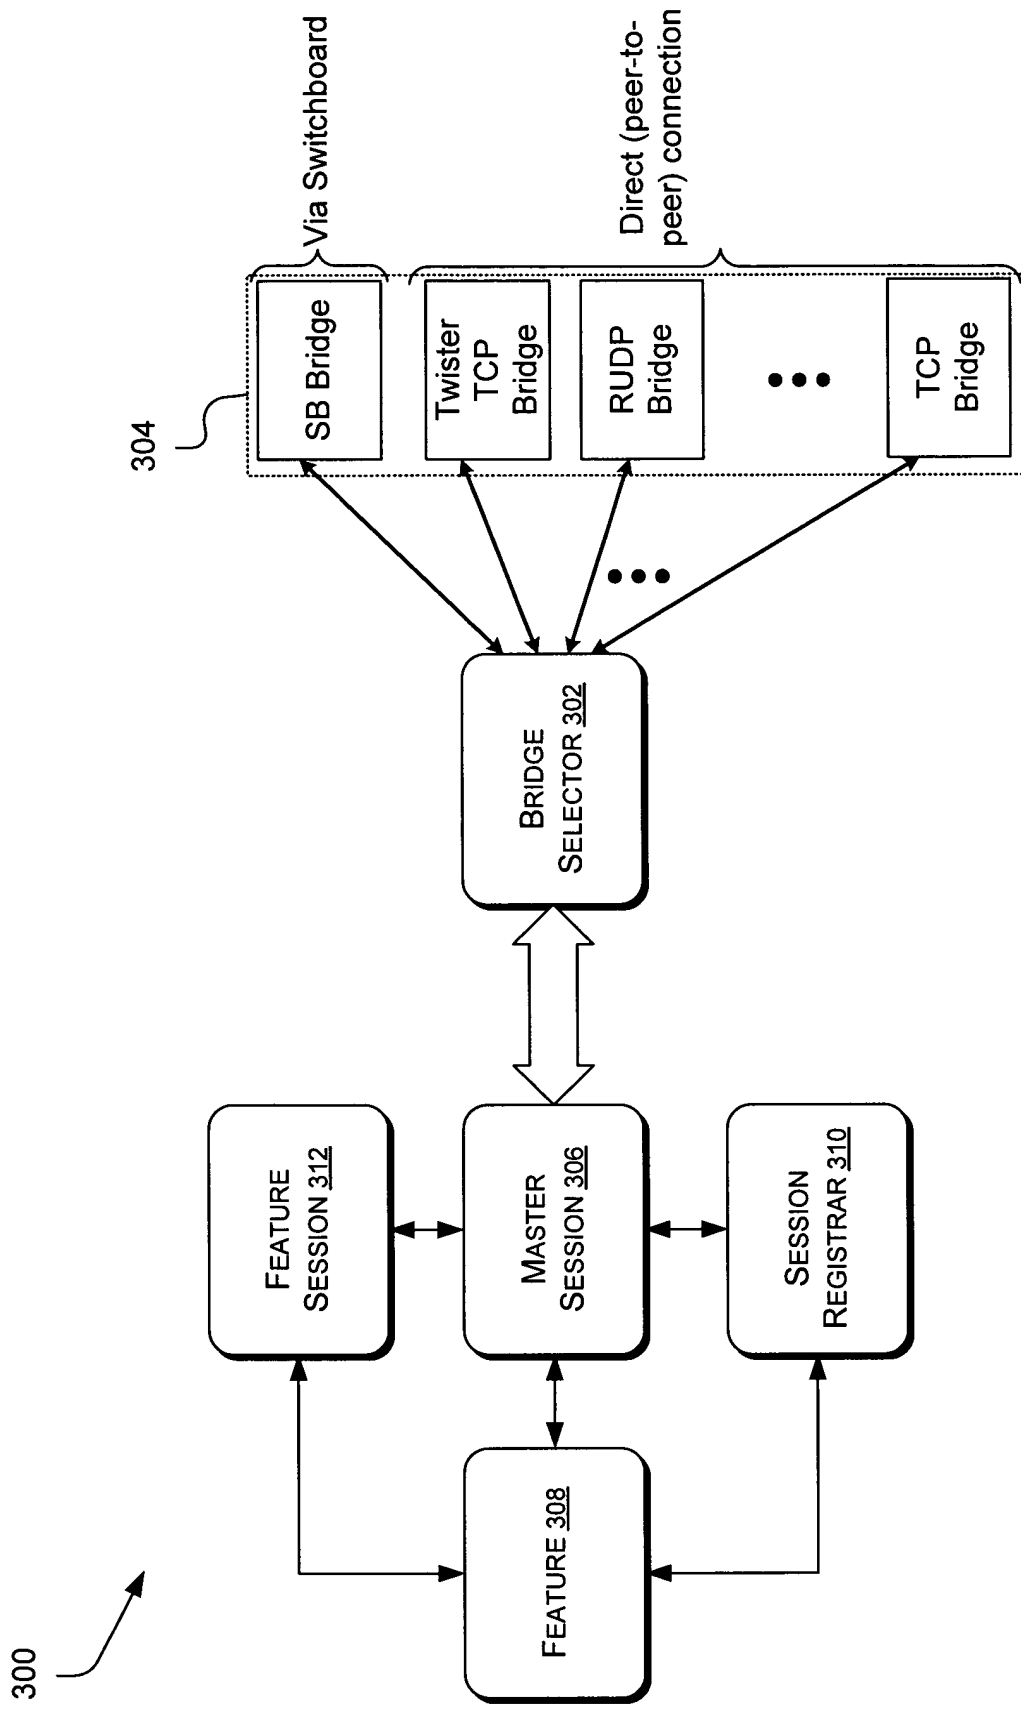 300
304
FEATURE 308
FEATURE
SESSION 312
MASTER
SESSION 306
SESSION
REGISTRAR 310
BRIDGE
SELECTOR 302
SB Bridge
Twister
TCP
Bridge
RUDP
Bridge
TCP
Bridge
Via Switchboard
Direct (peer-to-
peer) connection